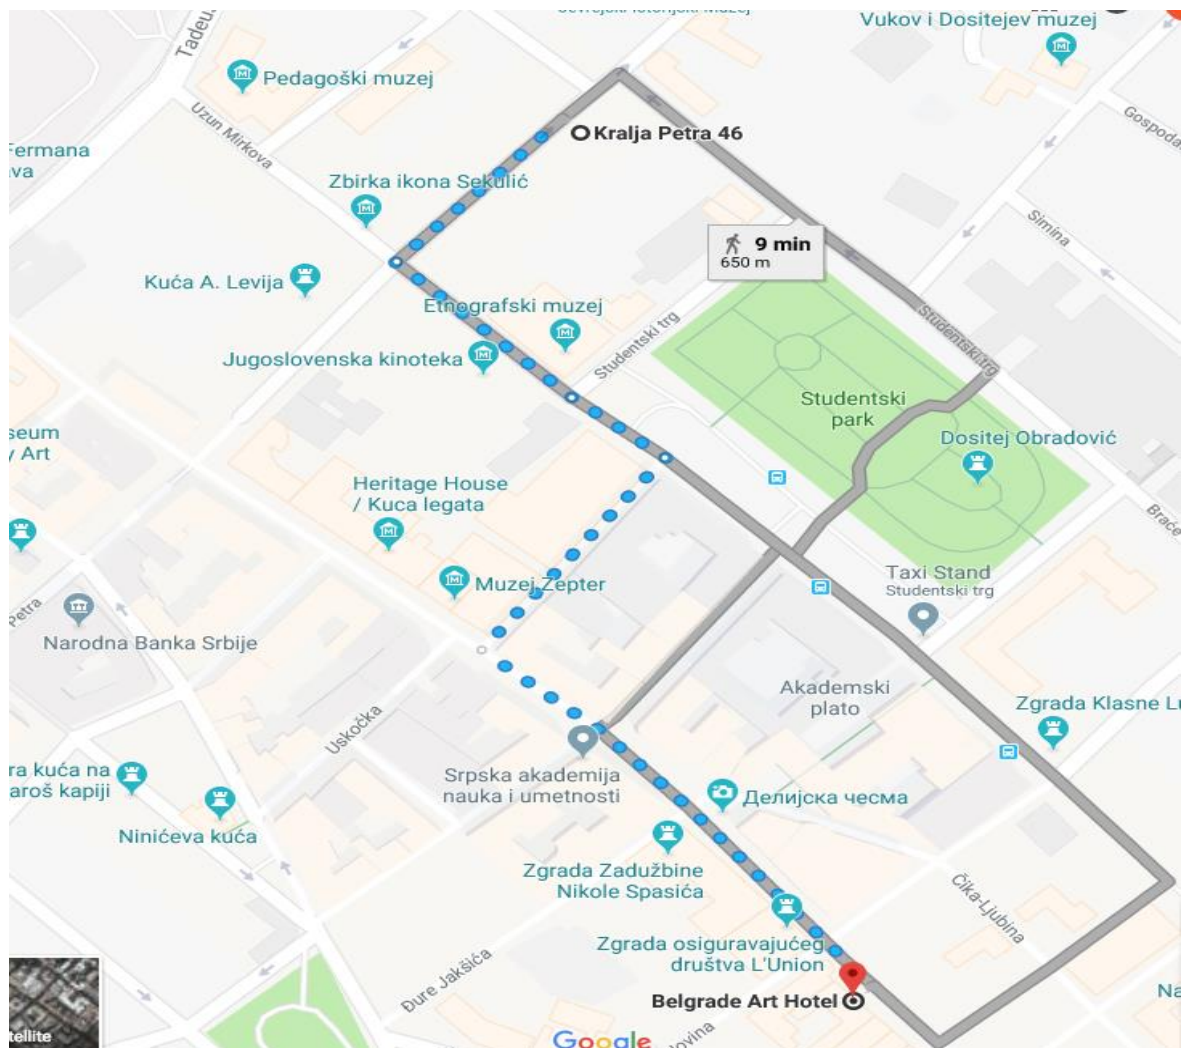 Tadeuš
Vukov i Dositejev muzej
Pedagoški muzej
Uzun Mirkova
Kralja Petra 46
Gospoda
Fermana
va
Zbirka ikona Sekulić
Simina
9 min
650 m
Kuća A. Levija
Etnografski muzej
Studentski trg
Studentski trg
Jugoslovenska kinoteka
Studentski
park
seum
y Art
Dositej Obradović
Heritage House
/ Kuca legata
Braće
Taxi Stand
Studentski trg
Muzej Zepter
Petra
Narodna Banka Srbije
Akademski
plato
Zgrada Klasne Lu
Uskočka
ra kuća na
aroš kapiji
Srpska akademija
nauka i umetnosti
Делијска чесма
Ninićeva kuća
Zgrada Zadužbine
Nikole Spasića
Čika-Ljubina
Zgrada osiguravajućeg
društva L'Union
Đure Jakšića
Belgrade Art Hotel
Na
tellite
Google
ovina